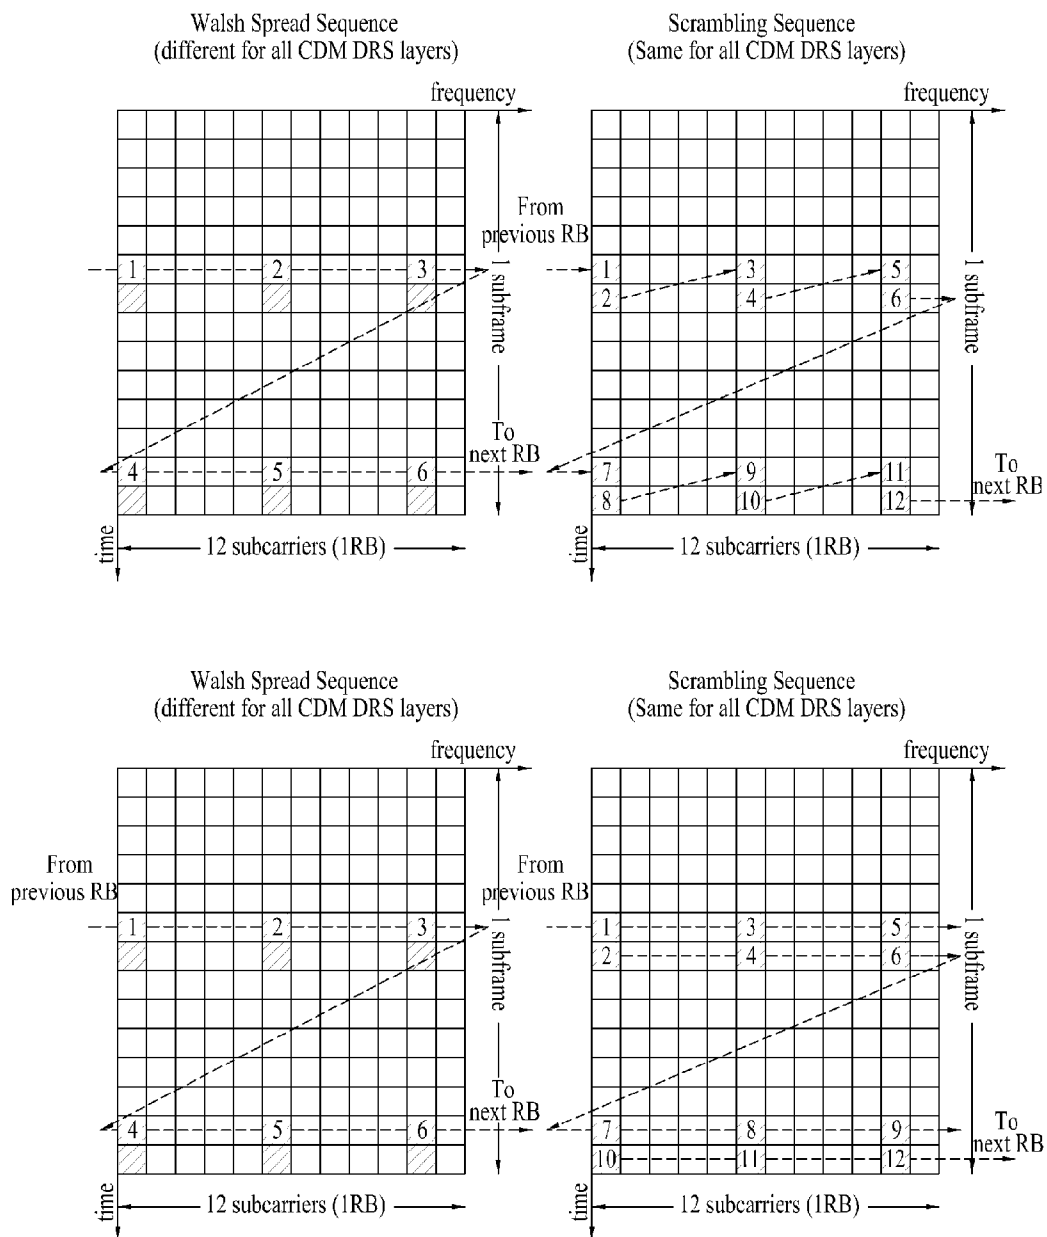 Walsh Spread Sequence
(different for all CDM DRS layers)
frequency
1 2 3
4 5 6
1 subframe
To
next RB
time
12 subcarriers (1RB)
Scrambling Sequence
(Same for all CDM DRS layers)
frequency
From
previous RB
1 3 5
2 4 6
7 9 11
8 10 12
1 subframe
To
next RB
time
12 subcarriers (1RB)
Walsh Spread Sequence
(different for all CDM DRS layers)
frequency
From
previous RB
1 2 3
4 5 6
1 subframe
To
next RB
time
12 subcarriers (1RB)
Scrambling Sequence
(Same for all CDM DRS layers)
frequency
From
previous RB
1 3 5
2 4 6
7 8 9
10 11 12
1 subframe
To
next RB
time
12 subcarriers (1RB)